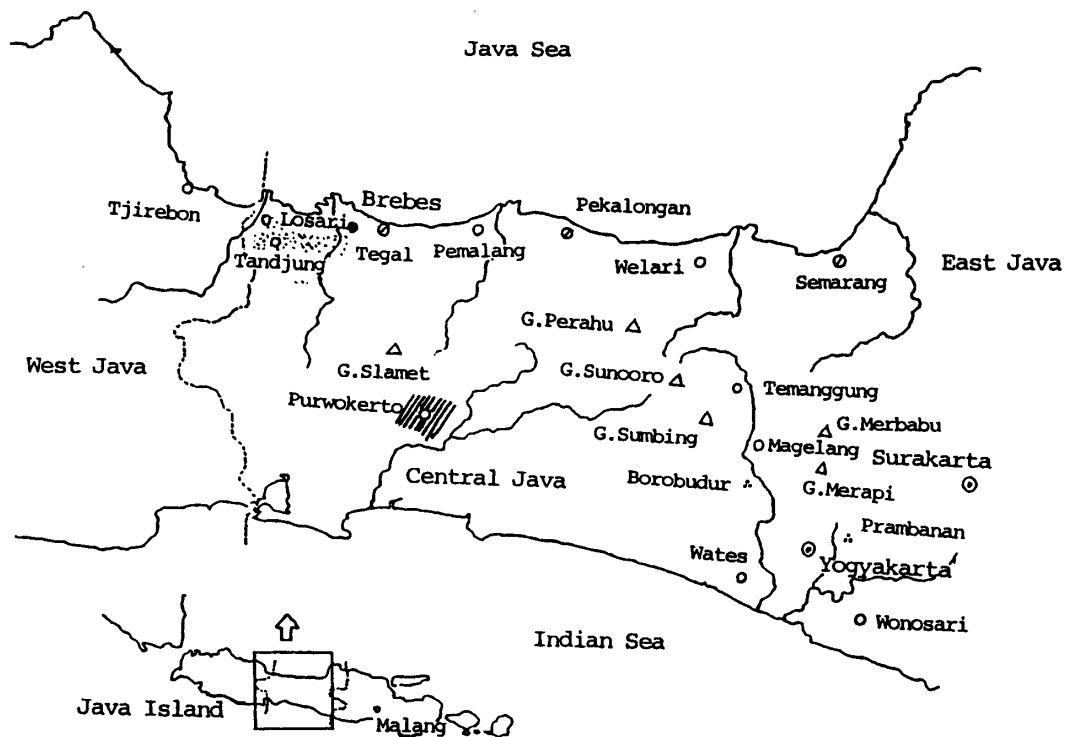 Java Sea
Brebes
Tjirebon
Losari
Pekalongan
Tandjung
Tegal
Pemalang
Welari
Semarang
East Java
G.Perahu
West Java
G.Slamet
G.Sunooro
Temanggung
Purwokerto
G.Sumbing
G.Merbabu
Magelang
Surakarta
Central Java
Borobudur
G.Merapi
Prambanan
Wates
Yogyakarta
Wonosari
Indian Sea
Java Island
Malang